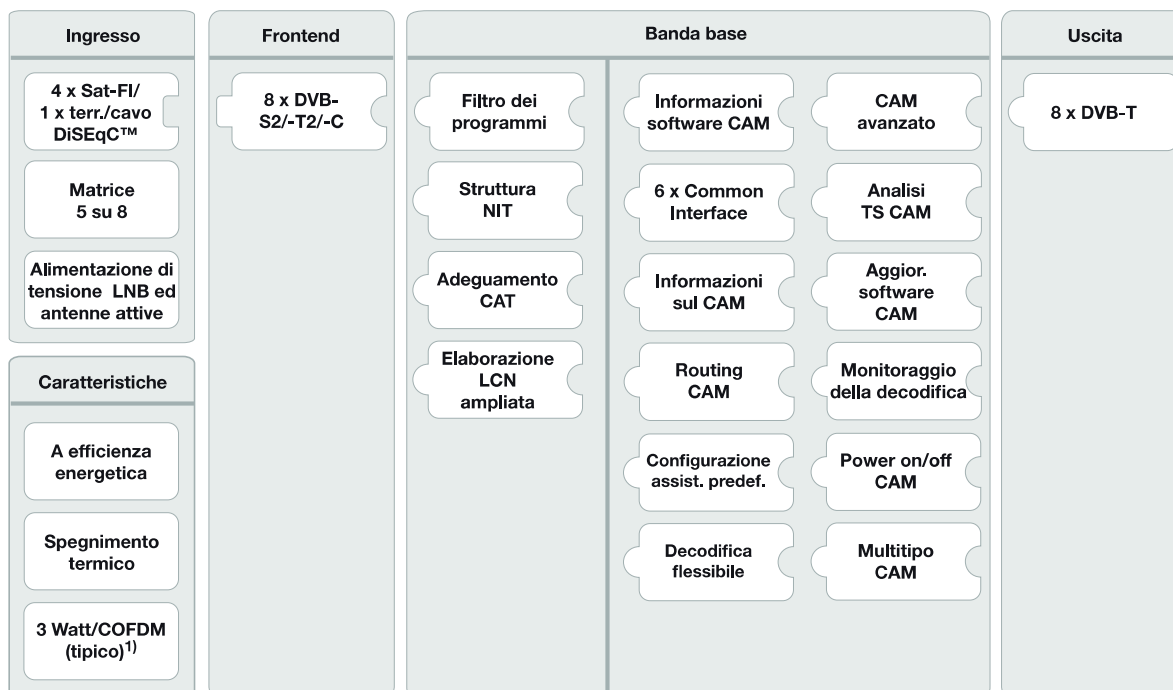 Ingresso
4 x Sat-FI/
1 x terr./cavo
DiSEqC™
Matrice
5 su 8
Alimentazione di
tensione LNB ed
antenne attive
Caratteristiche
A efficienza
energetica
Spegnimento
termico
3 Watt/COFDM
(tipico)1)
Frontend
8 x DVB-
S2/-T2/-C
Banda base
Filtro dei
programmi
Struttura
NIT
Adeguamento
CAT
Elaborazione
LCN
ampliata
Informazioni
software CAM
6 x Common
Interface
Informazioni
sul CAM
Routing
CAM
Configurazione
assist. predef.
Decodifica
flessibile
CAM
avanzato
Analisi
TS CAM
Aggior.
software
CAM
Monitoraggio
della decodifica
Power on/off
CAM
Multitipo
CAM
Uscita
8 x DVB-T